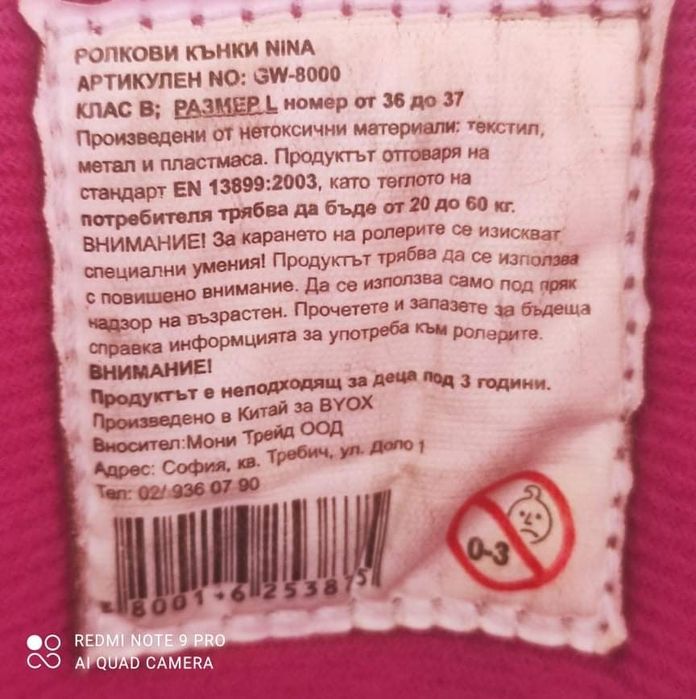 РОЛКОВИ КЪНКИ NINA
АРТИКУЛЕН NO: GW-8000
КЛАС B; РАЗМЕР L номер от 36 до 37
Произведени от нетоксични материали: текстил,
метал и пластмаса. Продуктът отговаря на
стандарт EN 13899:2003, като теглото на
потребителя трябва да бъде от 20 до 60 кг.
ВНИМАНИЕ! За карането на ролерите се изискват
специални умения! Продуктът трябва да се използва
с повишено внимание. Да се използва само под пряк
надзор на възрастен. Прочетете и запазете за бъдеща
справка информцията за употреба към ролерите.
ВНИМАНИЕ!
Продуктът е неподходящ за деца под 3 години.
Произведено в Китай за BYOX
Вносител:Мони Трейд ООД
Адрес: София, кв. Требич, ул. Доло 1
Тел: 02/ 936 07 90
0-3
8001+6 25387
REDMI NOTE 9 PRO
AI QUAD CAMERA